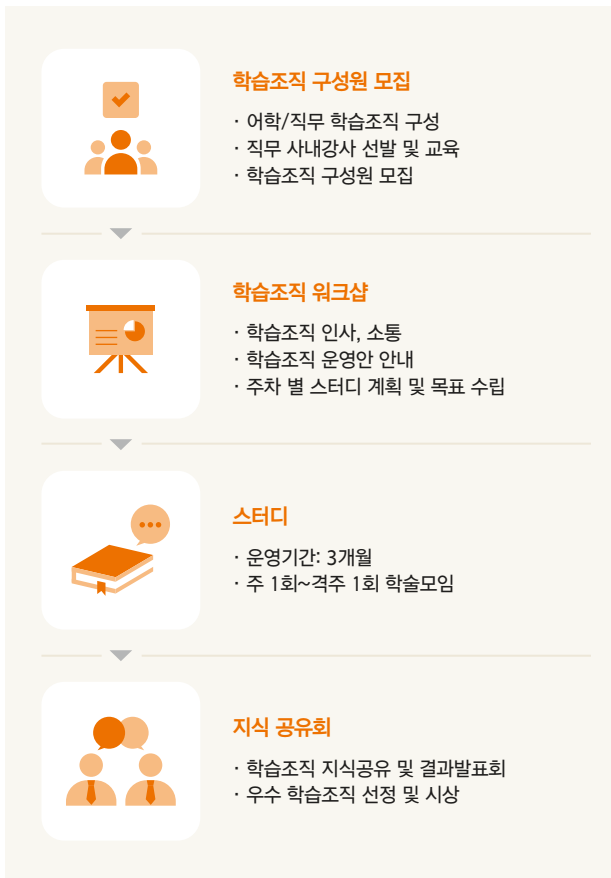 학습조직 구성원 모집
· 어학/직무 학습조직 구성
· 직무 사내강사 선발 및 교육
· 학습조직 구성원 모집
학습조직 워크샵
· 학습조직 인사, 소통
· 학습조직 운영안 안내
· 주차 별 스터디 계획 및 목표 수립
스터디
· 운영기간: 3개월
· 주 1회~격주 1회 학술모임
지식 공유회
· 학습조직 지식공유 및 결과발표회
· 우수 학습조직 선정 및 시상